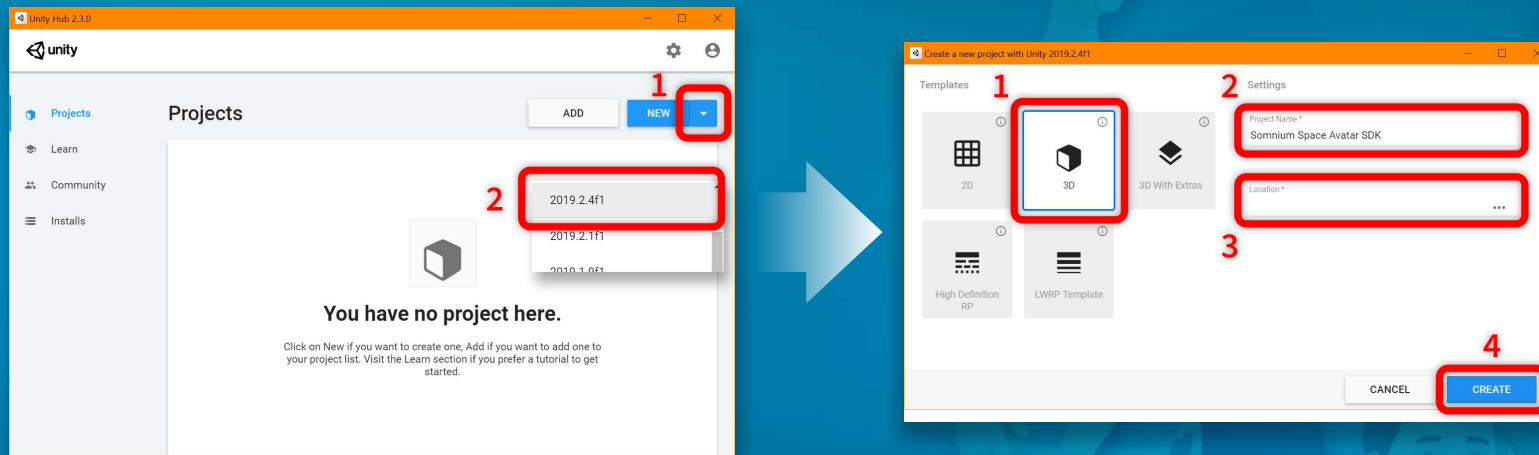 Unity Hub 2.3.0
unity
1
Projects
Learn
Community
Installs
Projects
ADD
NEW
2
2019.2.4f1
2019.2.1f1
2019.1.9f1
You have no project here.
Click on New if you want to create one, Add if you want to add one to
your project list. Visit the Learn section if you prefer a tutorial to get
started.
Create a new project with Unity 2019.2.4f1
Templates
1
2D
3D
3D With Extras
High Definition
RP
LWRP Template
2
Settings
Project Name *
Somnium Space Avatar SDK
Location *
...
3
4
CANCEL
CREATE